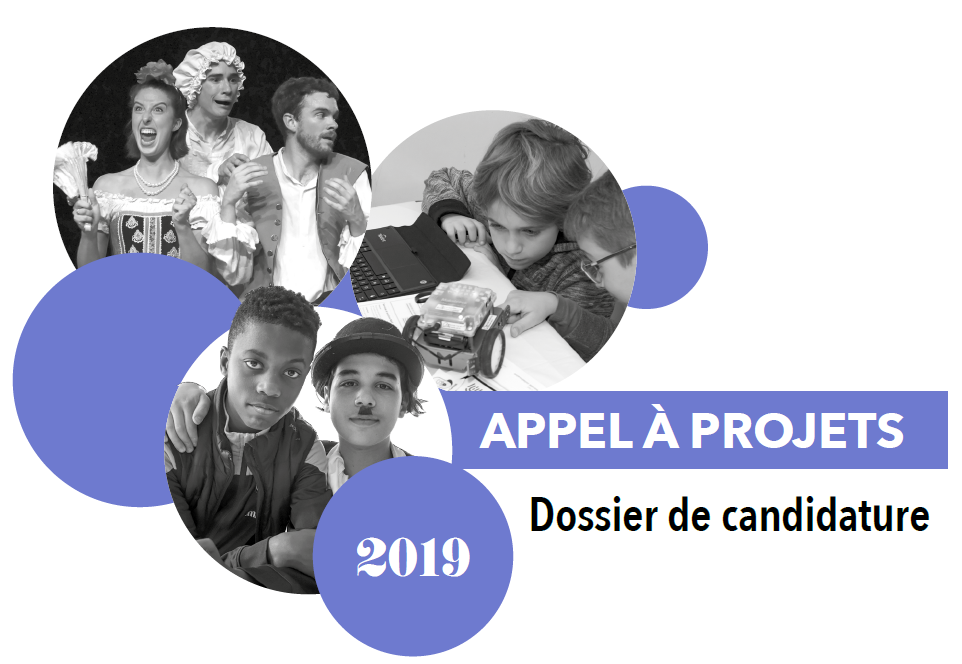 APPEL À PROJETS
Dossier de candidature
2019